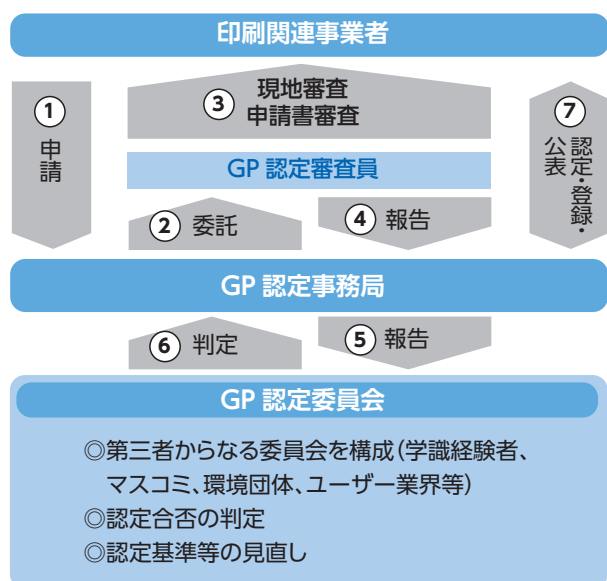 印刷関連事業者
① 申請
③ 現地審査
申請書審査
⑦ 認定・登録・
公表
GP 認定審査員
② 委託
④ 報告
GP 認定事務局
⑥ 判定
⑤ 報告
GP 認定委員会
◎第三者からなる委員会を構成(学識経験者、
マスコミ、環境団体、ユーザー業界等)
◎認定合否の判定
◎認定基準等の見直し